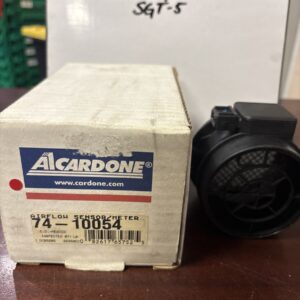 SGT-5
A1CARDONE
® www.cardone.com
AIRFLOW SENSOR/METER
74-10054